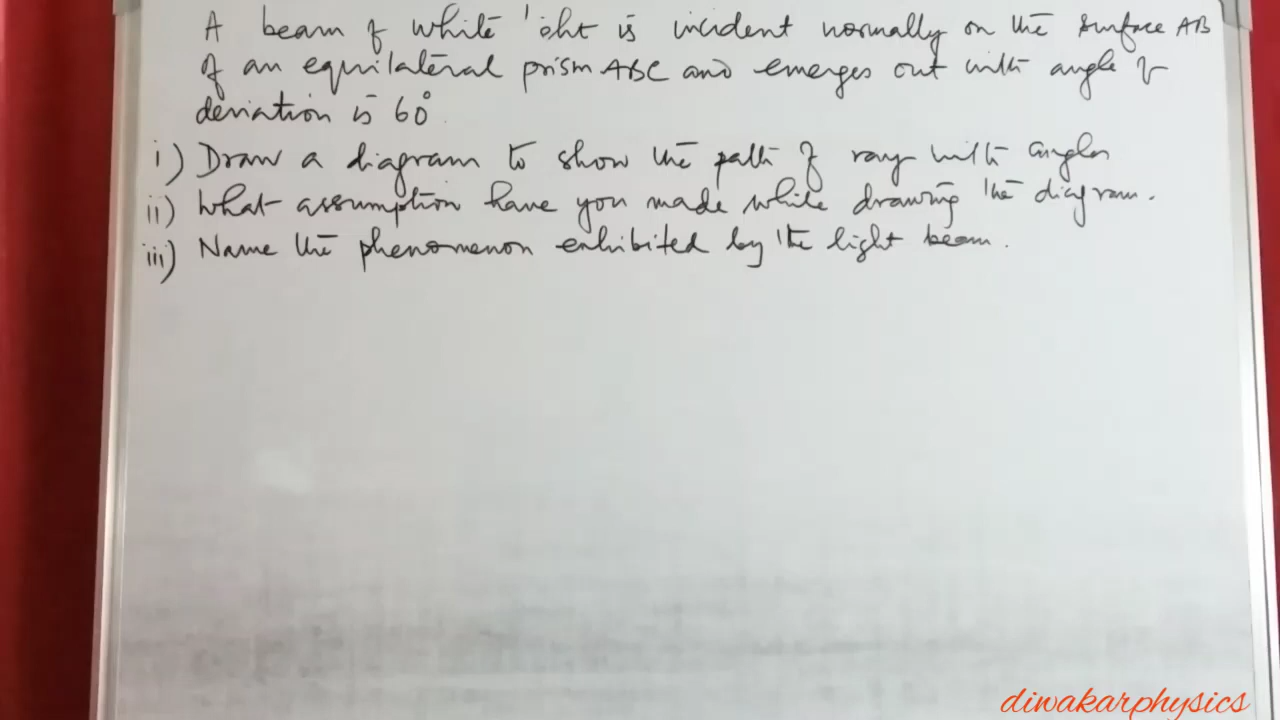 A beam of white 'ght is incident normally on the surface AB
of an equilateral prism ABC and emerges out with angle of
deviation is 60°.
i) Draw a diagram to show the path of ray with angles
ii) What assumption have you made while drawing the diagram.
iii) Name the phenomenon exhibited by the light beam.
diwakarphysics